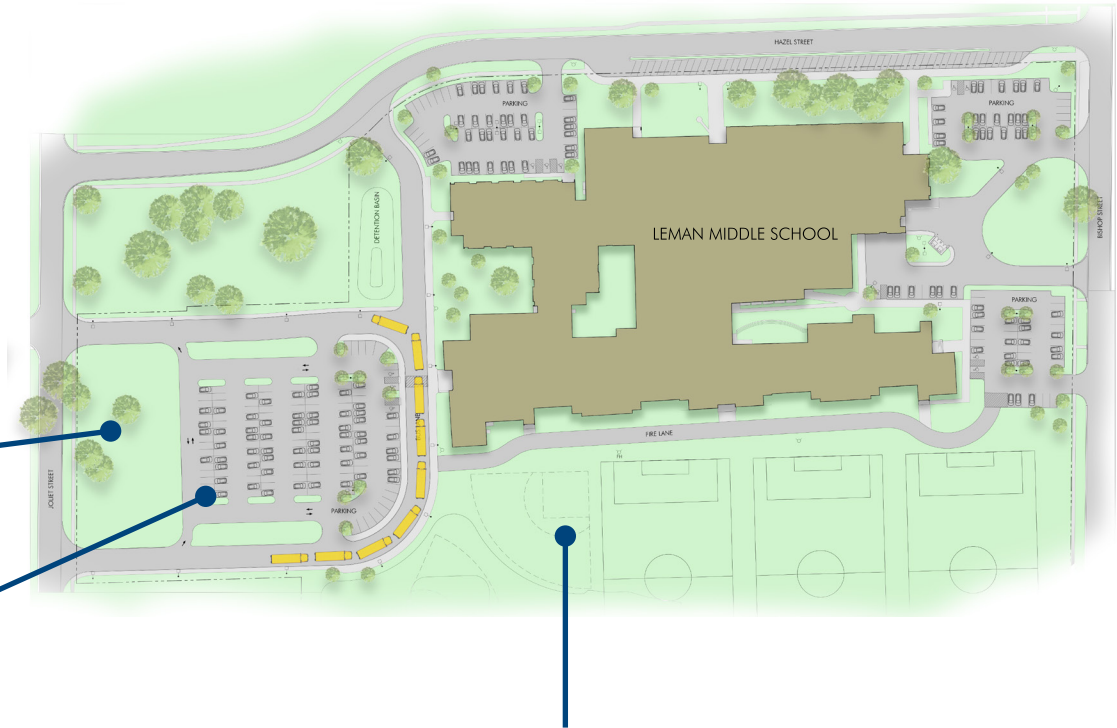 HAZEL STREET
PARKING
PARKING
DETENTION BASIN
LEMAN MIDDLE SCHOOL
BISHOP STREET
PARKING
FIRE LANE
JOLIET STREET
PARKING